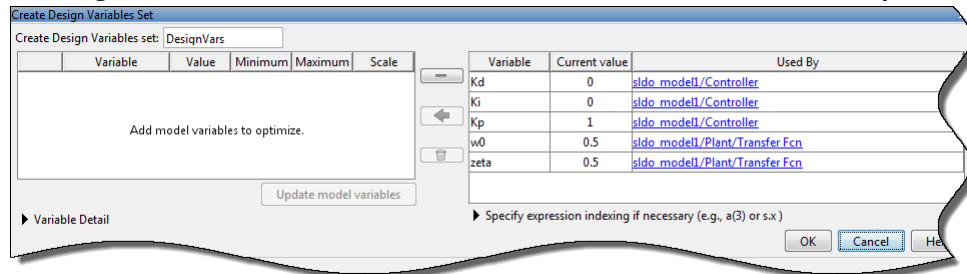 Create Design Variables Set
Create Design Variables set: DesignVars
Variable Value Minimum Maximum Scale
Add model variables to optimize.
Update model variables
Variable Detail
Variable Current value Used By
Kd 0 sldo_model1/Controller
Ki 0 sldo_model1/Controller
Kp 1 sldo_model1/Controller
w0 0.5 sldo_model1/Plant/Transfer Fcn
zeta 0.5 sldo_model1/Plant/Transfer Fcn
Specify expression indexing if necessary (e.g., a(3) or s.x )
OK Cancel He